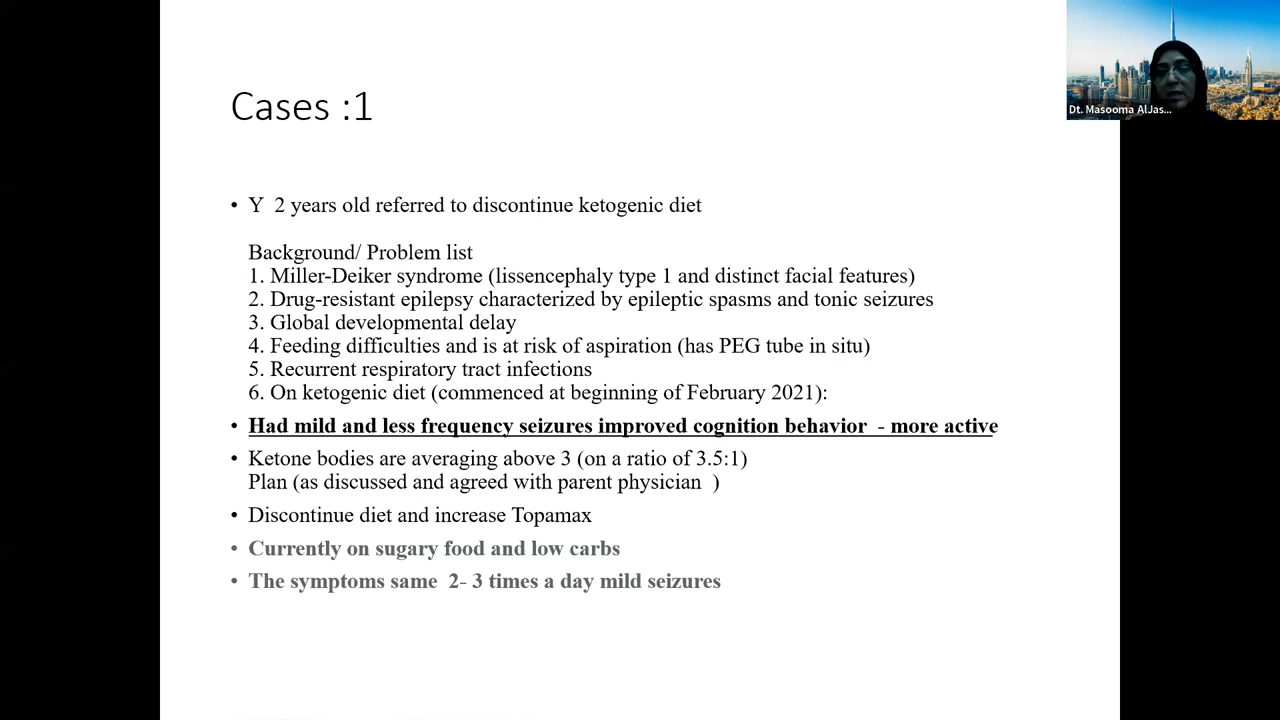 Cases :1
Dt. Masooma AlJas...
• Y 2 years old referred to discontinue ketogenic diet
Background/ Problem list
1. Miller-Deiker syndrome (lissencephaly type 1 and distinct facial features)
2. Drug-resistant epilepsy characterized by epileptic spasms and tonic seizures
3. Global developmental delay
4. Feeding difficulties and is at risk of aspiration (has PEG tube in situ)
5. Recurrent respiratory tract infections
6. On ketogenic diet (commenced at beginning of February 2021):
• Had mild and less frequency seizures improved cognition behavior - more active
• Ketone bodies are averaging above 3 (on a ratio of 3.5:1)
Plan (as discussed and agreed with parent physician )
• Discontinue diet and increase Topamax
• Currently on sugary food and low carbs
• The symptoms same 2- 3 times a day mild seizures